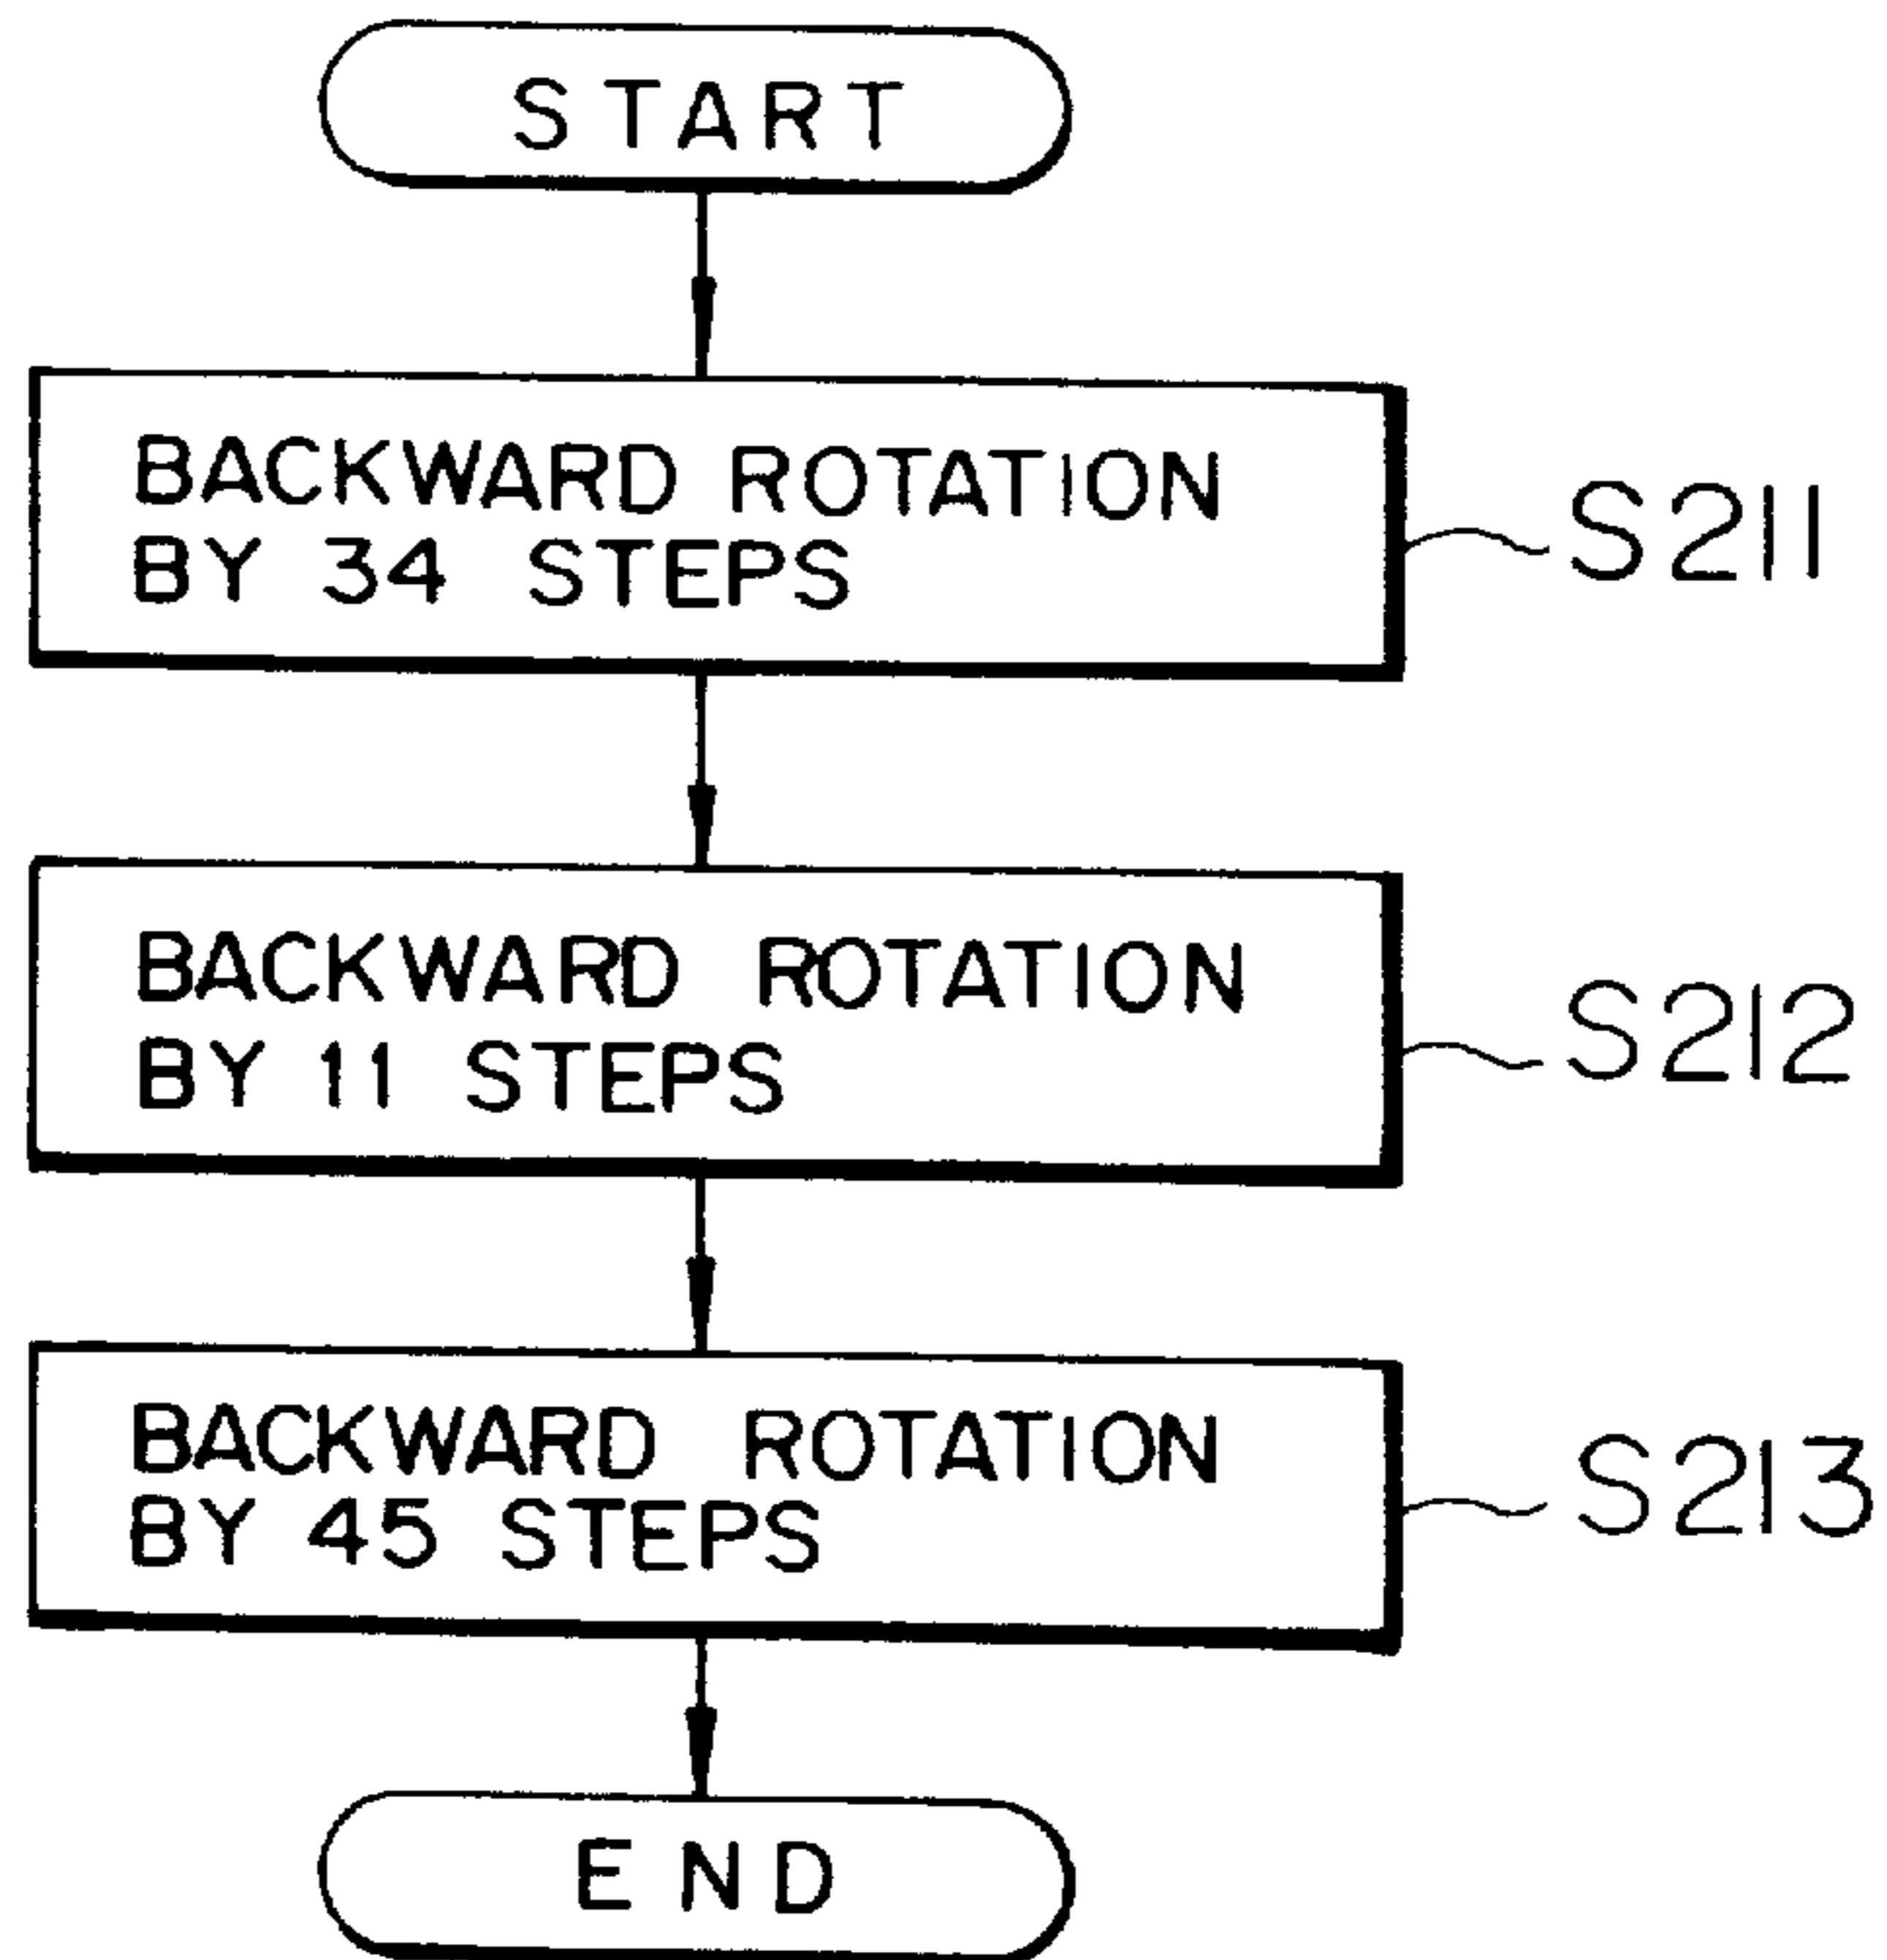 START
BACKWARD ROTATION
BY 34 STEPS
S211
BACKWARD ROTATION
BY 11 STEPS
S212
BACKWARD ROTATION
BY 45 STEPS
S213
END